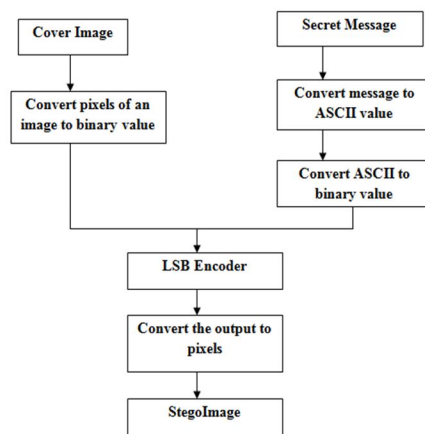 Cover Image
Secret Message
Convert pixels of an
image to binary value
Convert message to
ASCII value
Convert ASCII to
binary value
LSB Encoder
Convert the output to
pixels
StegoImage